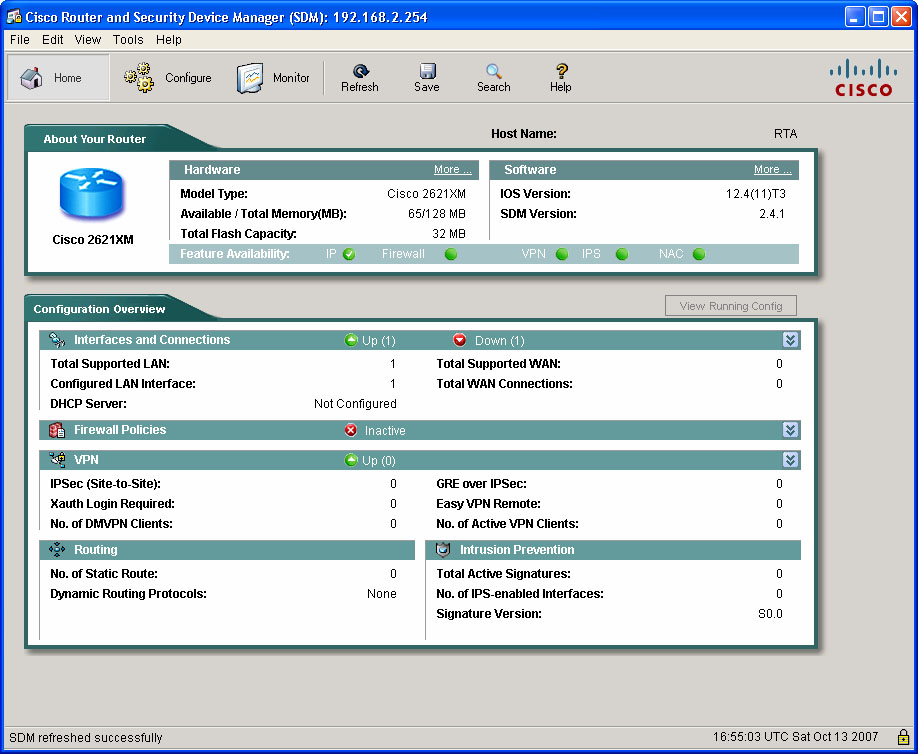 Cisco Router and Security Device Manager (SDM): 192.168.2.254
File Edit View Tools Help
Home Configure Monitor Refresh Save Search Help
CISCO
About Your Router
Host Name: RTA
Cisco 2621XM
Hardware More ...
Model Type: Cisco 2621XM
Available / Total Memory(MB): 65/128 MB
Total Flash Capacity: 32 MB
Software More ...
IOS Version: 12.4(11)T3
SDM Version: 2.4.1
Feature Availability: IP Firewall VPN IPS NAC
Configuration Overview
View Running Config
Interfaces and Connections Up (1) Down (1)
Total Supported LAN: 1 Total Supported WAN: 0
Configured LAN Interface: 1 Total WAN Connections: 0
DHCP Server: Not Configured
Firewall Policies Inactive
VPN Up (0)
IPSec (Site-to-Site): 0 GRE over IPSec: 0
Xauth Login Required: 0 Easy VPN Remote: 0
No. of DMVPN Clients: 0 No. of Active VPN Clients: 0
Routing
No. of Static Route: 0
Dynamic Routing Protocols: None
Intrusion Prevention
Total Active Signatures: 0
No. of IPS-enabled Interfaces: 0
Signature Version: S0.0
SDM refreshed successfully 16:55:03 UTC Sat Oct 13 2007